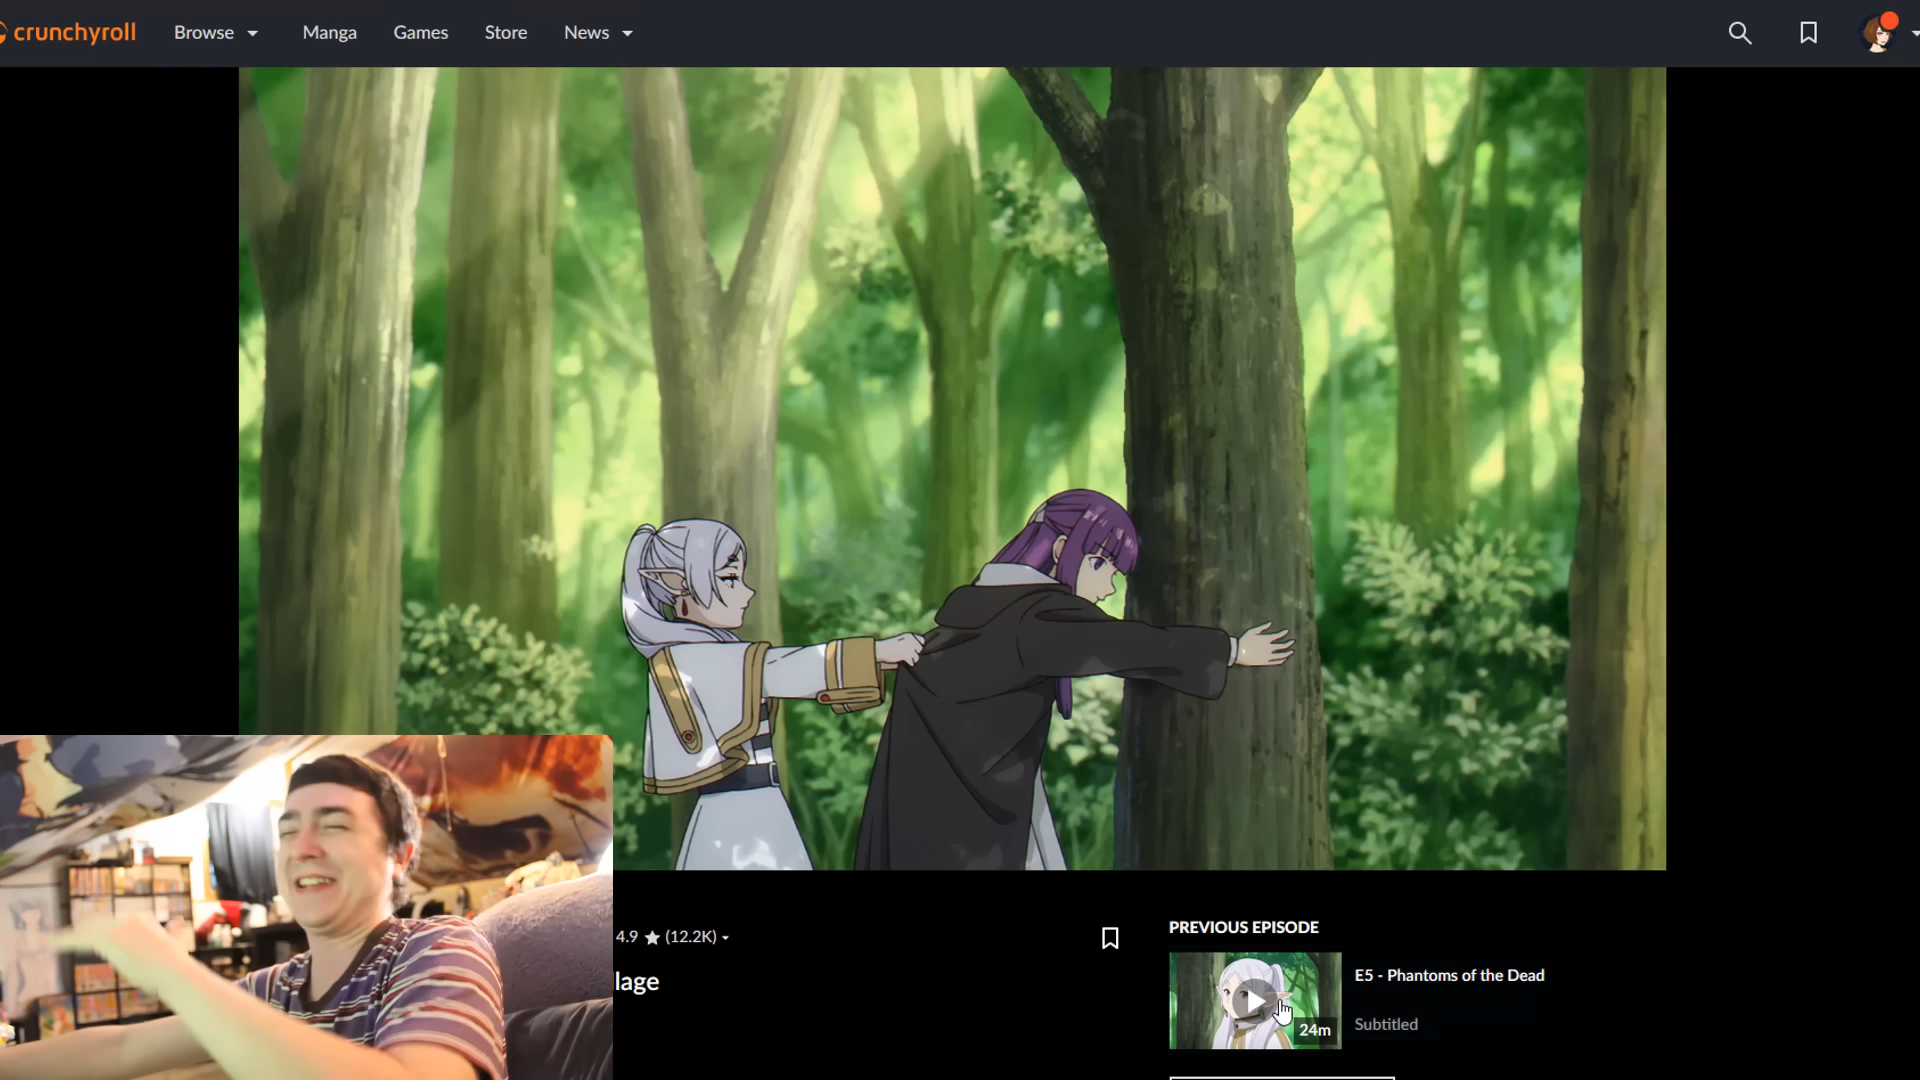 crunchyroll
Browse
Manga
Games
Store
News
4.9 ★ (12.2K)
lage
PREVIOUS EPISODE
E5 - Phantoms of the Dead
24m
Subtitled